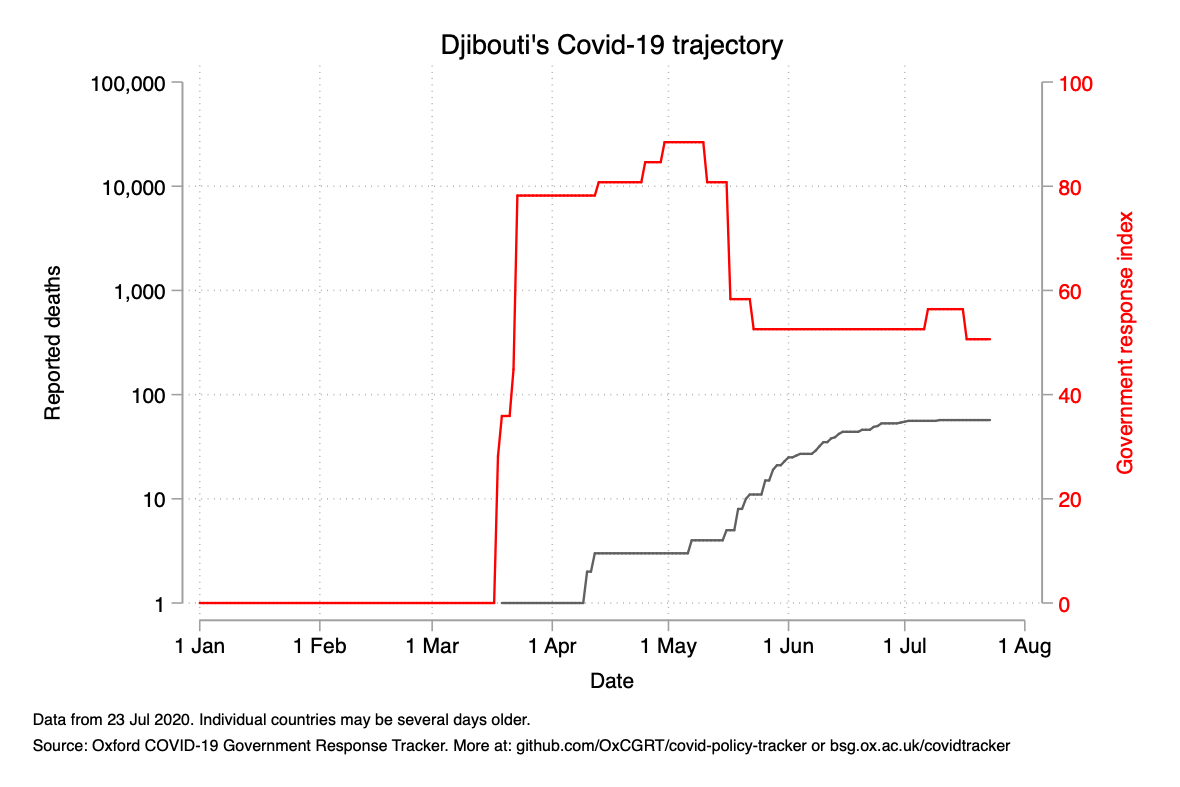 Djibouti's Covid-19 trajectory
100,000
10,000
1,000
100
10
1
Reported deaths
100
80
60
40
20
0
Government response index
1 Jan
1 Feb
1 Mar
1 Apr
1 May
1 Jun
1 Jul
1 Aug
Date
Data from 23 Jul 2020. Individual countries may be several days older.
Source: Oxford COVID-19 Government Response Tracker. More at: github.com/OxCGRT/covid-policy-tracker or bsg.ox.ac.uk/covidtracker